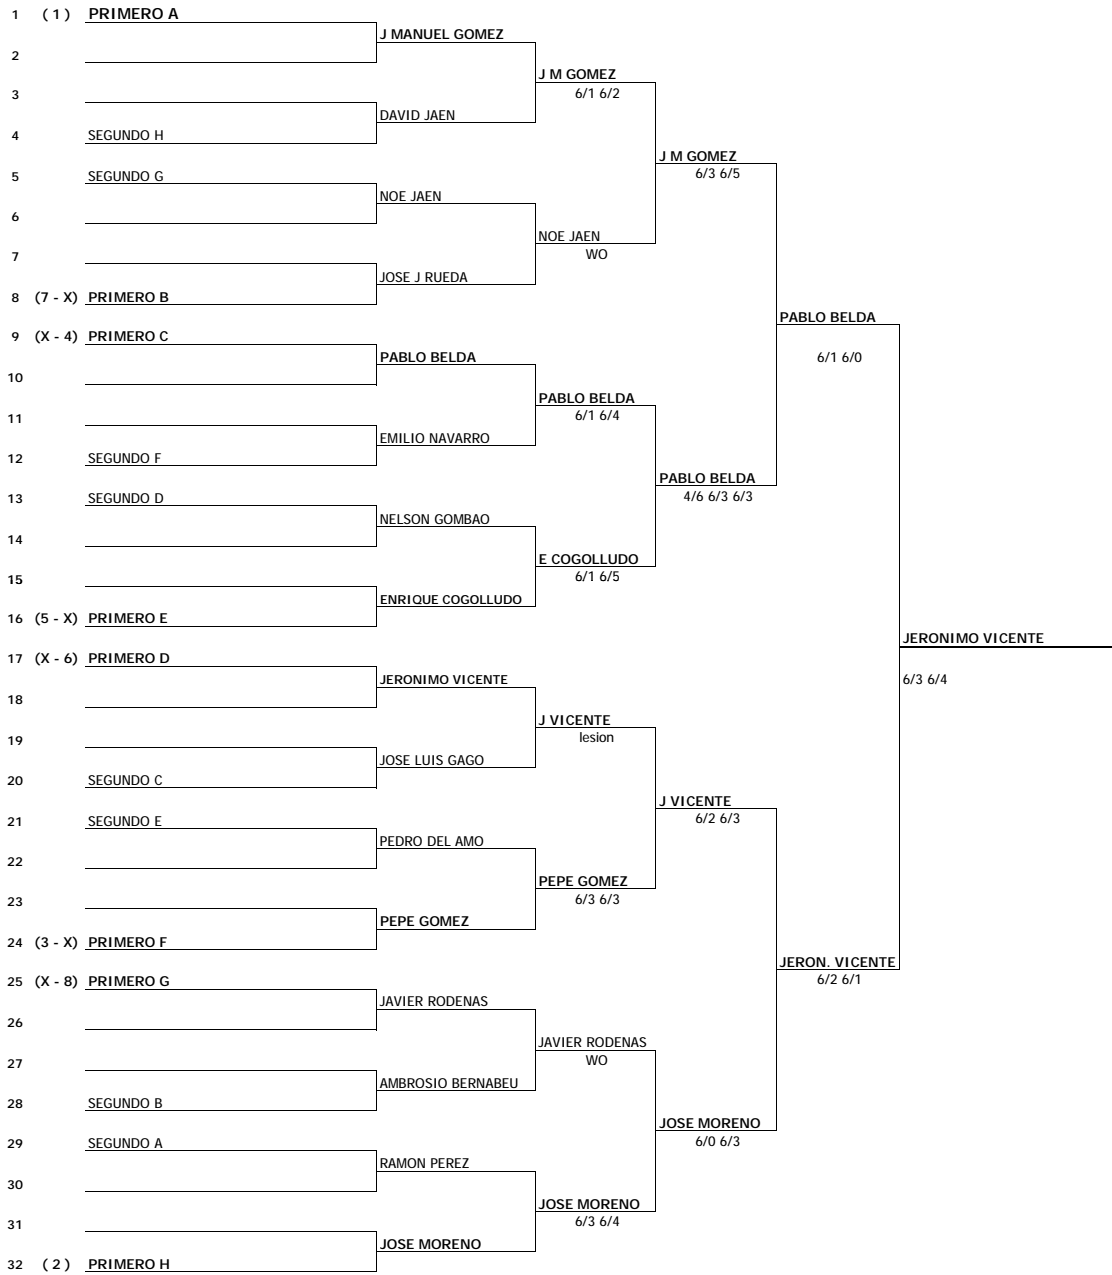 1 ( 1 ) PRIMERO A
J MANUEL GOMEZ
2
J M GOMEZ
3
6/1 6/2
DAVID JAEN
4 SEGUNDO H
J M GOMEZ
5 SEGUNDO G
6/3 6/5
NOE JAEN
6
NOE JAEN
7
WO
JOSE J RUEDA
8 (7 - X) PRIMERO B
PABLO BELDA
9 (X - 4) PRIMERO C
PABLO BELDA
6/1 6/0
10
PABLO BELDA
11
6/1 6/4
EMILIO NAVARRO
12 SEGUNDO F
PABLO BELDA
13 SEGUNDO D
4/6 6/3 6/3
NELSON GOMBAO
14
E COGOLLUDO
15
6/1 6/5
ENRIQUE COGOLLUDO
16 (5 - X) PRIMERO E
JERONIMO VICENTE
17 (X - 6) PRIMERO D
JERONIMO VICENTE
6/3 6/4
18
J VICENTE
19
lesion
JOSE LUIS GAGO
20 SEGUNDO C
J VICENTE
21 SEGUNDO E
6/2 6/3
PEDRO DEL AMO
22
PEPE GOMEZ
23
6/3 6/3
PEPE GOMEZ
24 (3 - X) PRIMERO F
JERON. VICENTE
25 (X - 8) PRIMERO G
6/2 6/1
JAVIER RODENAS
26
JAVIER RODENAS
27
WO
AMBROSIO BERNABEU
28 SEGUNDO B
JOSE MORENO
29 SEGUNDO A
6/0 6/3
RAMON PEREZ
30
JOSE MORENO
31
6/3 6/4
JOSE MORENO
32 ( 2 ) PRIMERO H